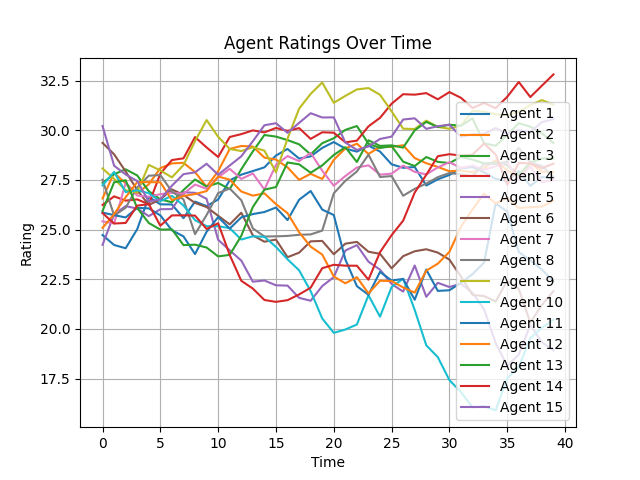 Agent Ratings Over Time
32.5
30.0
27.5
25.0
22.5
20.0
17.5
Rating
0
5
10
15
20
25
30
35
40
Time
Agent 1
Agent 2
Agent 3
Agent 4
Agent 5
Agent 6
Agent 7
Agent 8
Agent 9
Agent 10
Agent 11
Agent 12
Agent 13
Agent 14
Agent 15